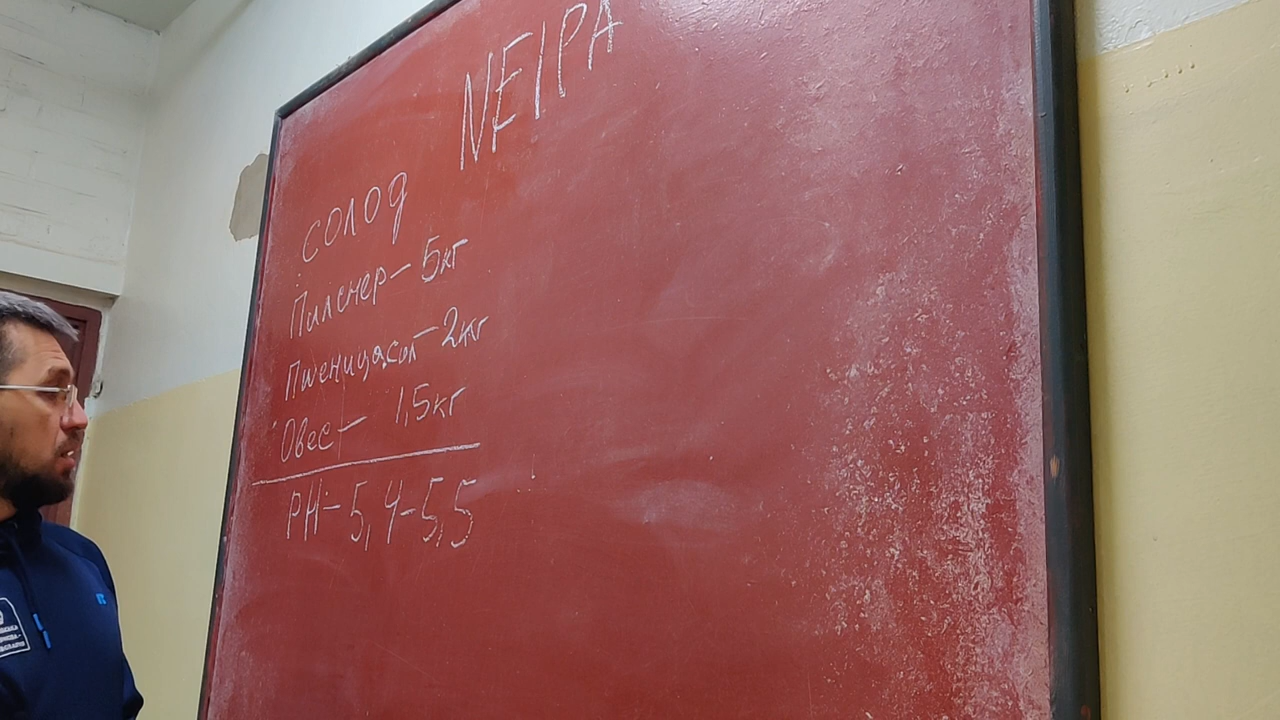 NEIPA
СОЛОД
Пилснер – 5кг
Пшеница сол – 2кг
Овес – 1,5кг
PH – 5,4-5,5